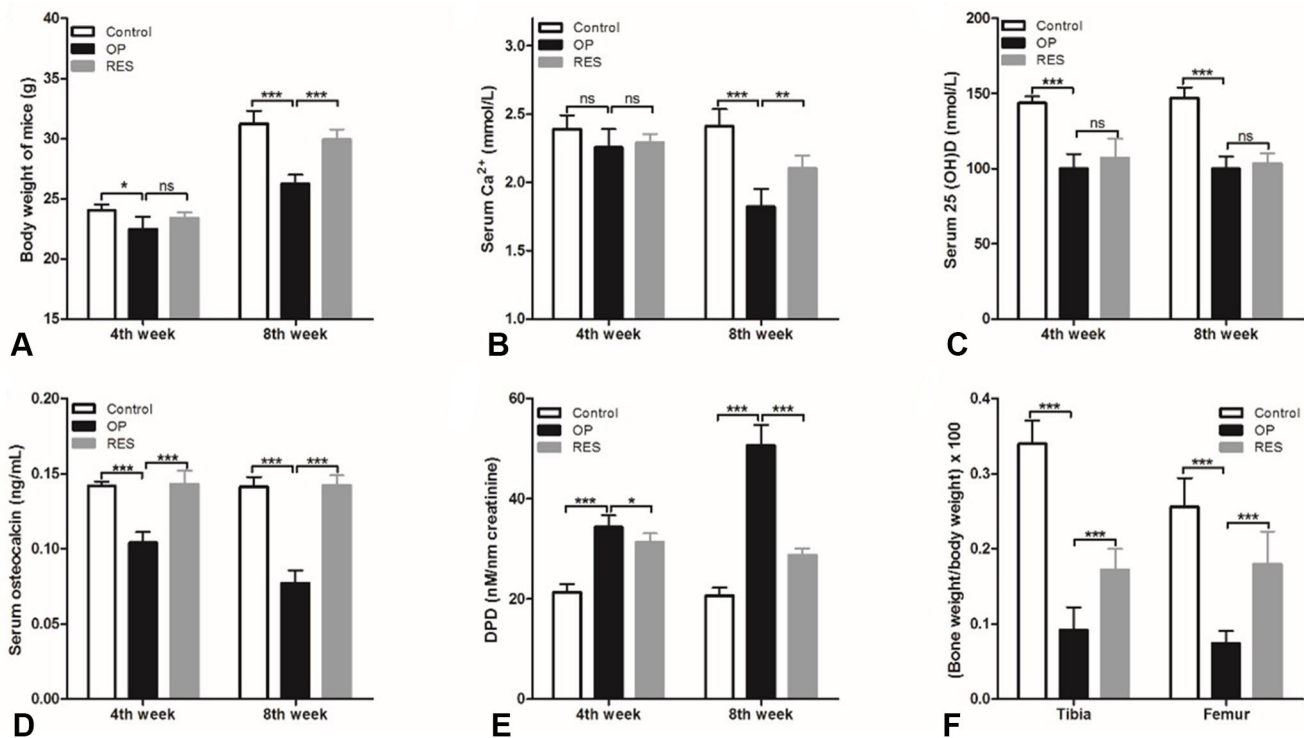 Body weight of mice (g)
40
35
30
25
20
15
Control
OP
RES
*
ns
***
***
4th week
8th week
A
Serum Ca²⁺ (mmol/L)
3.0
2.5
2.0
1.5
1.0
Control
OP
RES
ns
ns
***
**
4th week
8th week
B
Serum 25 (OH)D (nmol/L)
200
150
100
50
0
Control
OP
RES
***
ns
***
ns
4th week
8th week
C
Serum osteocalcin (ng/mL)
0.20
0.15
0.10
0.05
0.00
Control
OP
RES
***
***
***
***
4th week
8th week
D
DPD (nM/nm creatinine)
60
40
20
0
Control
OP
RES
***
*
***
***
4th week
8th week
E
(Bone weight/body weight) x 100
0.4
0.3
0.2
0.1
0.0
Control
OP
RES
***
***
***
***
Tibia
Femur
F